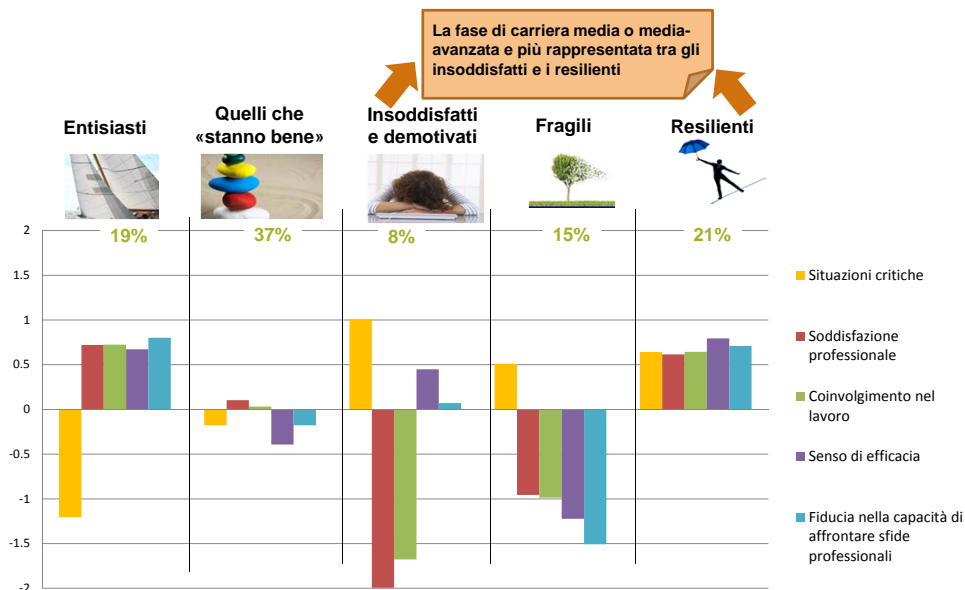 La fase di carriera media o media-
avanzata e più rappresentata tra gli
insoddisfatti e i resilienti
Entisiasti
Quelli che
«stanno bene»
Insoddisfatti
e demotivati
Fragili
Resilienti
19%
37%
8%
15%
21%
2
1.5
1
0.5
0
-0.5
-1
-1.5
-2
Situazioni critiche
Soddisfazione
professionale
Coinvolgimento nel
lavoro
Senso di efficacia
Fiducia nella capacità di
affrontare sfide
professionali